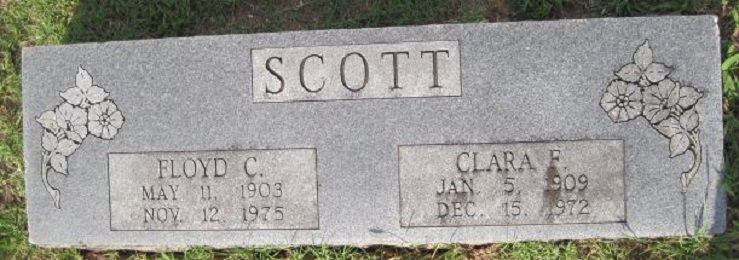 SCOTT
FLOYD C.
MAY 11, 1903
NOV. 12, 1975
CLARA F.
JAN. 5, 1909
DEC. 15, 1972